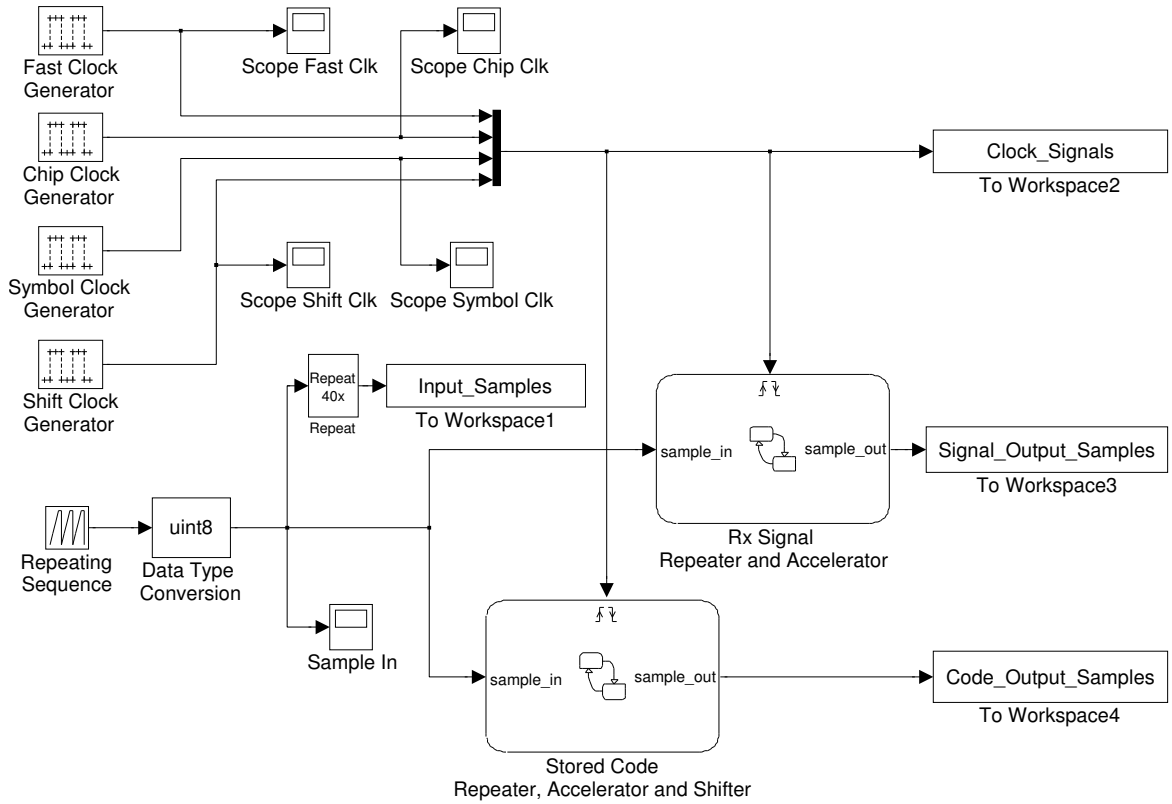 Fast Clock
Generator
Scope Fast Clk
Scope Chip Clk
Chip Clock
Generator
Clock_Signals
To Workspace2
Symbol Clock
Generator
Scope Shift Clk
Scope Symbol Clk
Shift Clock
Generator
Repeat
40x
Repeat
Input_Samples
To Workspace1
sample_in
sample_out
Signal_Output_Samples
To Workspace3
Rx Signal
Repeater and Accelerator
Repeating
Sequence
uint8
Data Type
Conversion
Sample In
sample_in
sample_out
Code_Output_Samples
To Workspace4
Stored Code
Repeater, Accelerator and Shifter